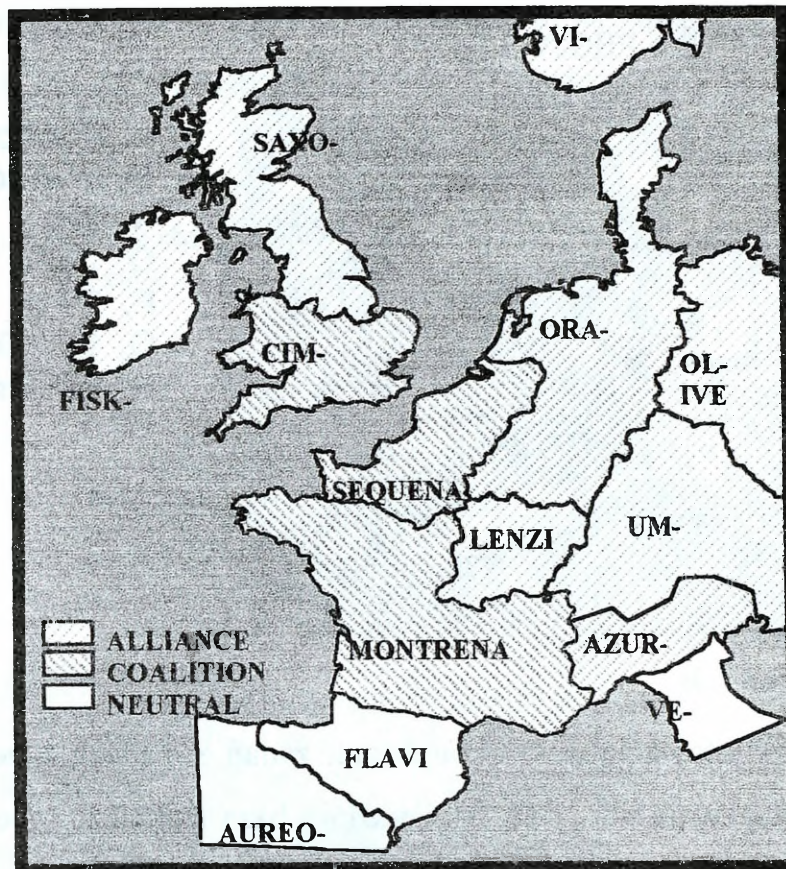 VI-
SAXO-
ORA-
CIM-
OL-
IVE
FISK-
SEQUENA
LENZI
UM-
ALLIANCE
COALITION
NEUTRAL
MONTRENA
AZUR-
VE-
FLAVI
AUREO-